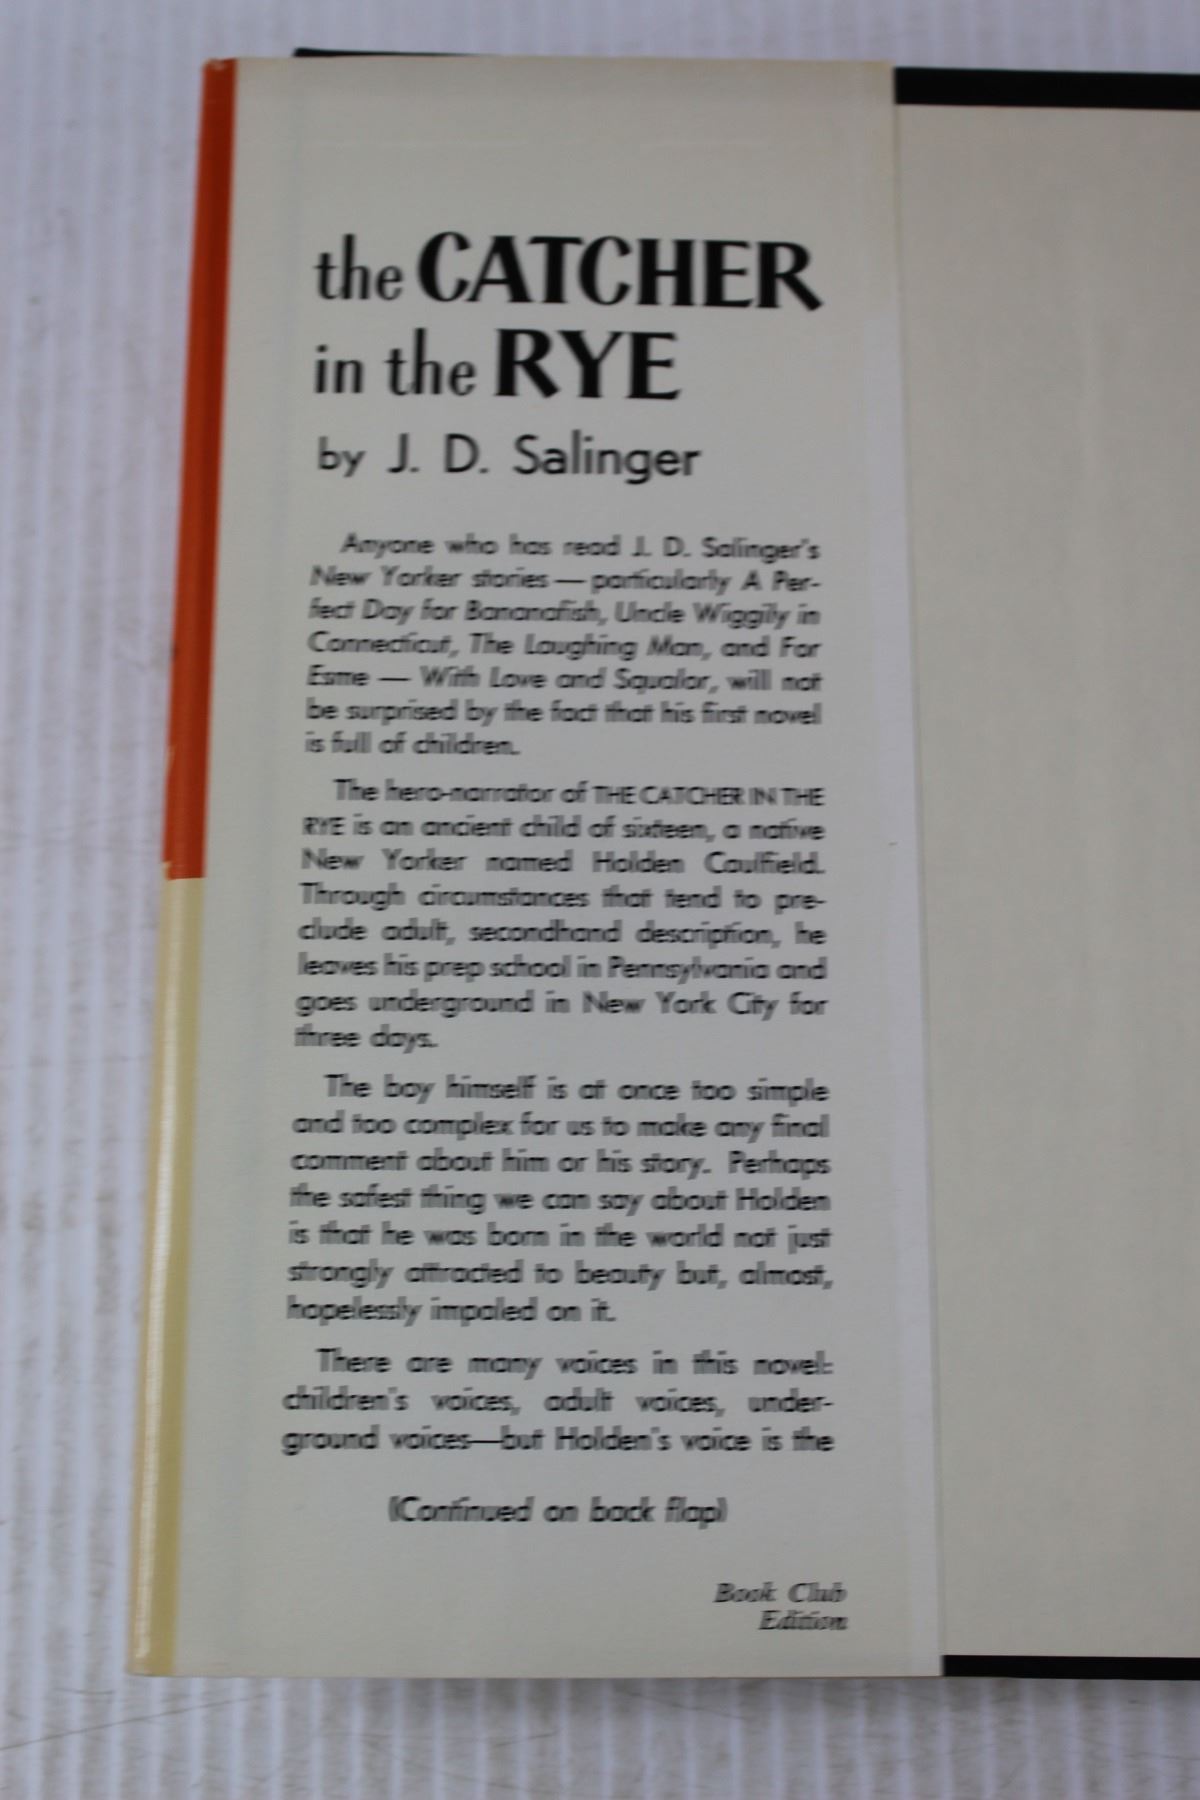 the CATCHER
in the RYE
by J. D. Salinger
Anyone who has read J. D. Salinger's
New Yorker stories — particularly A Per-
fect Day for Bananafish, Uncle Wiggily in
Connecticut, The Laughing Man, and For
Esme — With Love and Squalor, will not
be surprised by the fact that his first novel
is full of children.
The hero-narrator of THE CATCHER IN THE
RYE is an ancient child of sixteen, a native
New Yorker named Holden Caulfield.
Through circumstances that tend to pre-
clude adult, secondhand description, he
leaves his prep school in Pennsylvania and
goes underground in New York City for
three days.
The boy himself is at once too simple
and too complex for us to make any final
comment about him or his story. Perhaps
the safest thing we can say about Holden
is that he was born in the world not just
strongly attracted to beauty but, almost,
hopelessly impaled on it.
There are many voices in this novel:
children's voices, adult voices, under-
ground voices—but Holden's voice is the
(Continued on back flap)
Book Club
Edition